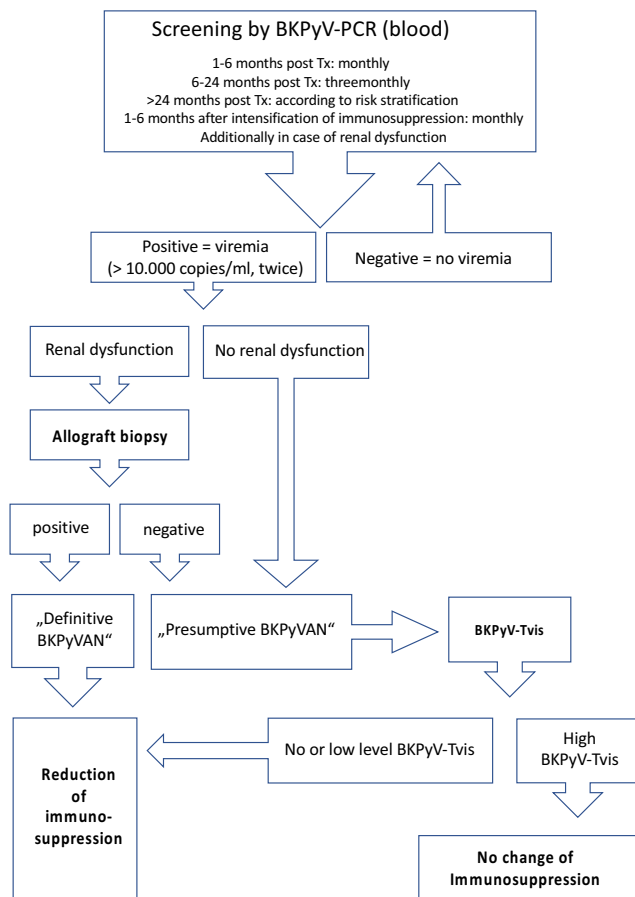 Screening by BKPyV-PCR (blood)
1-6 months post Tx: monthly
6-24 months post Tx: threemonthly
>24 months post Tx: according to risk stratification
1-6 months after intensification of immunosuppression: monthly
Additionally in case of renal dysfunction
Positive = viremia
(> 10.000 copies/ml, twice)
Negative = no viremia
Renal dysfunction
No renal dysfunction
Allograft biopsy
positive
negative
„Definitive
BKPyVAN“
„Presumptive BKPyVAN“
BKPyV-Tvis
No or low level BKPyV-Tvis
High
BKPyV-Tvis
Reduction
of
immuno-
suppression
No change of
Immunosuppression